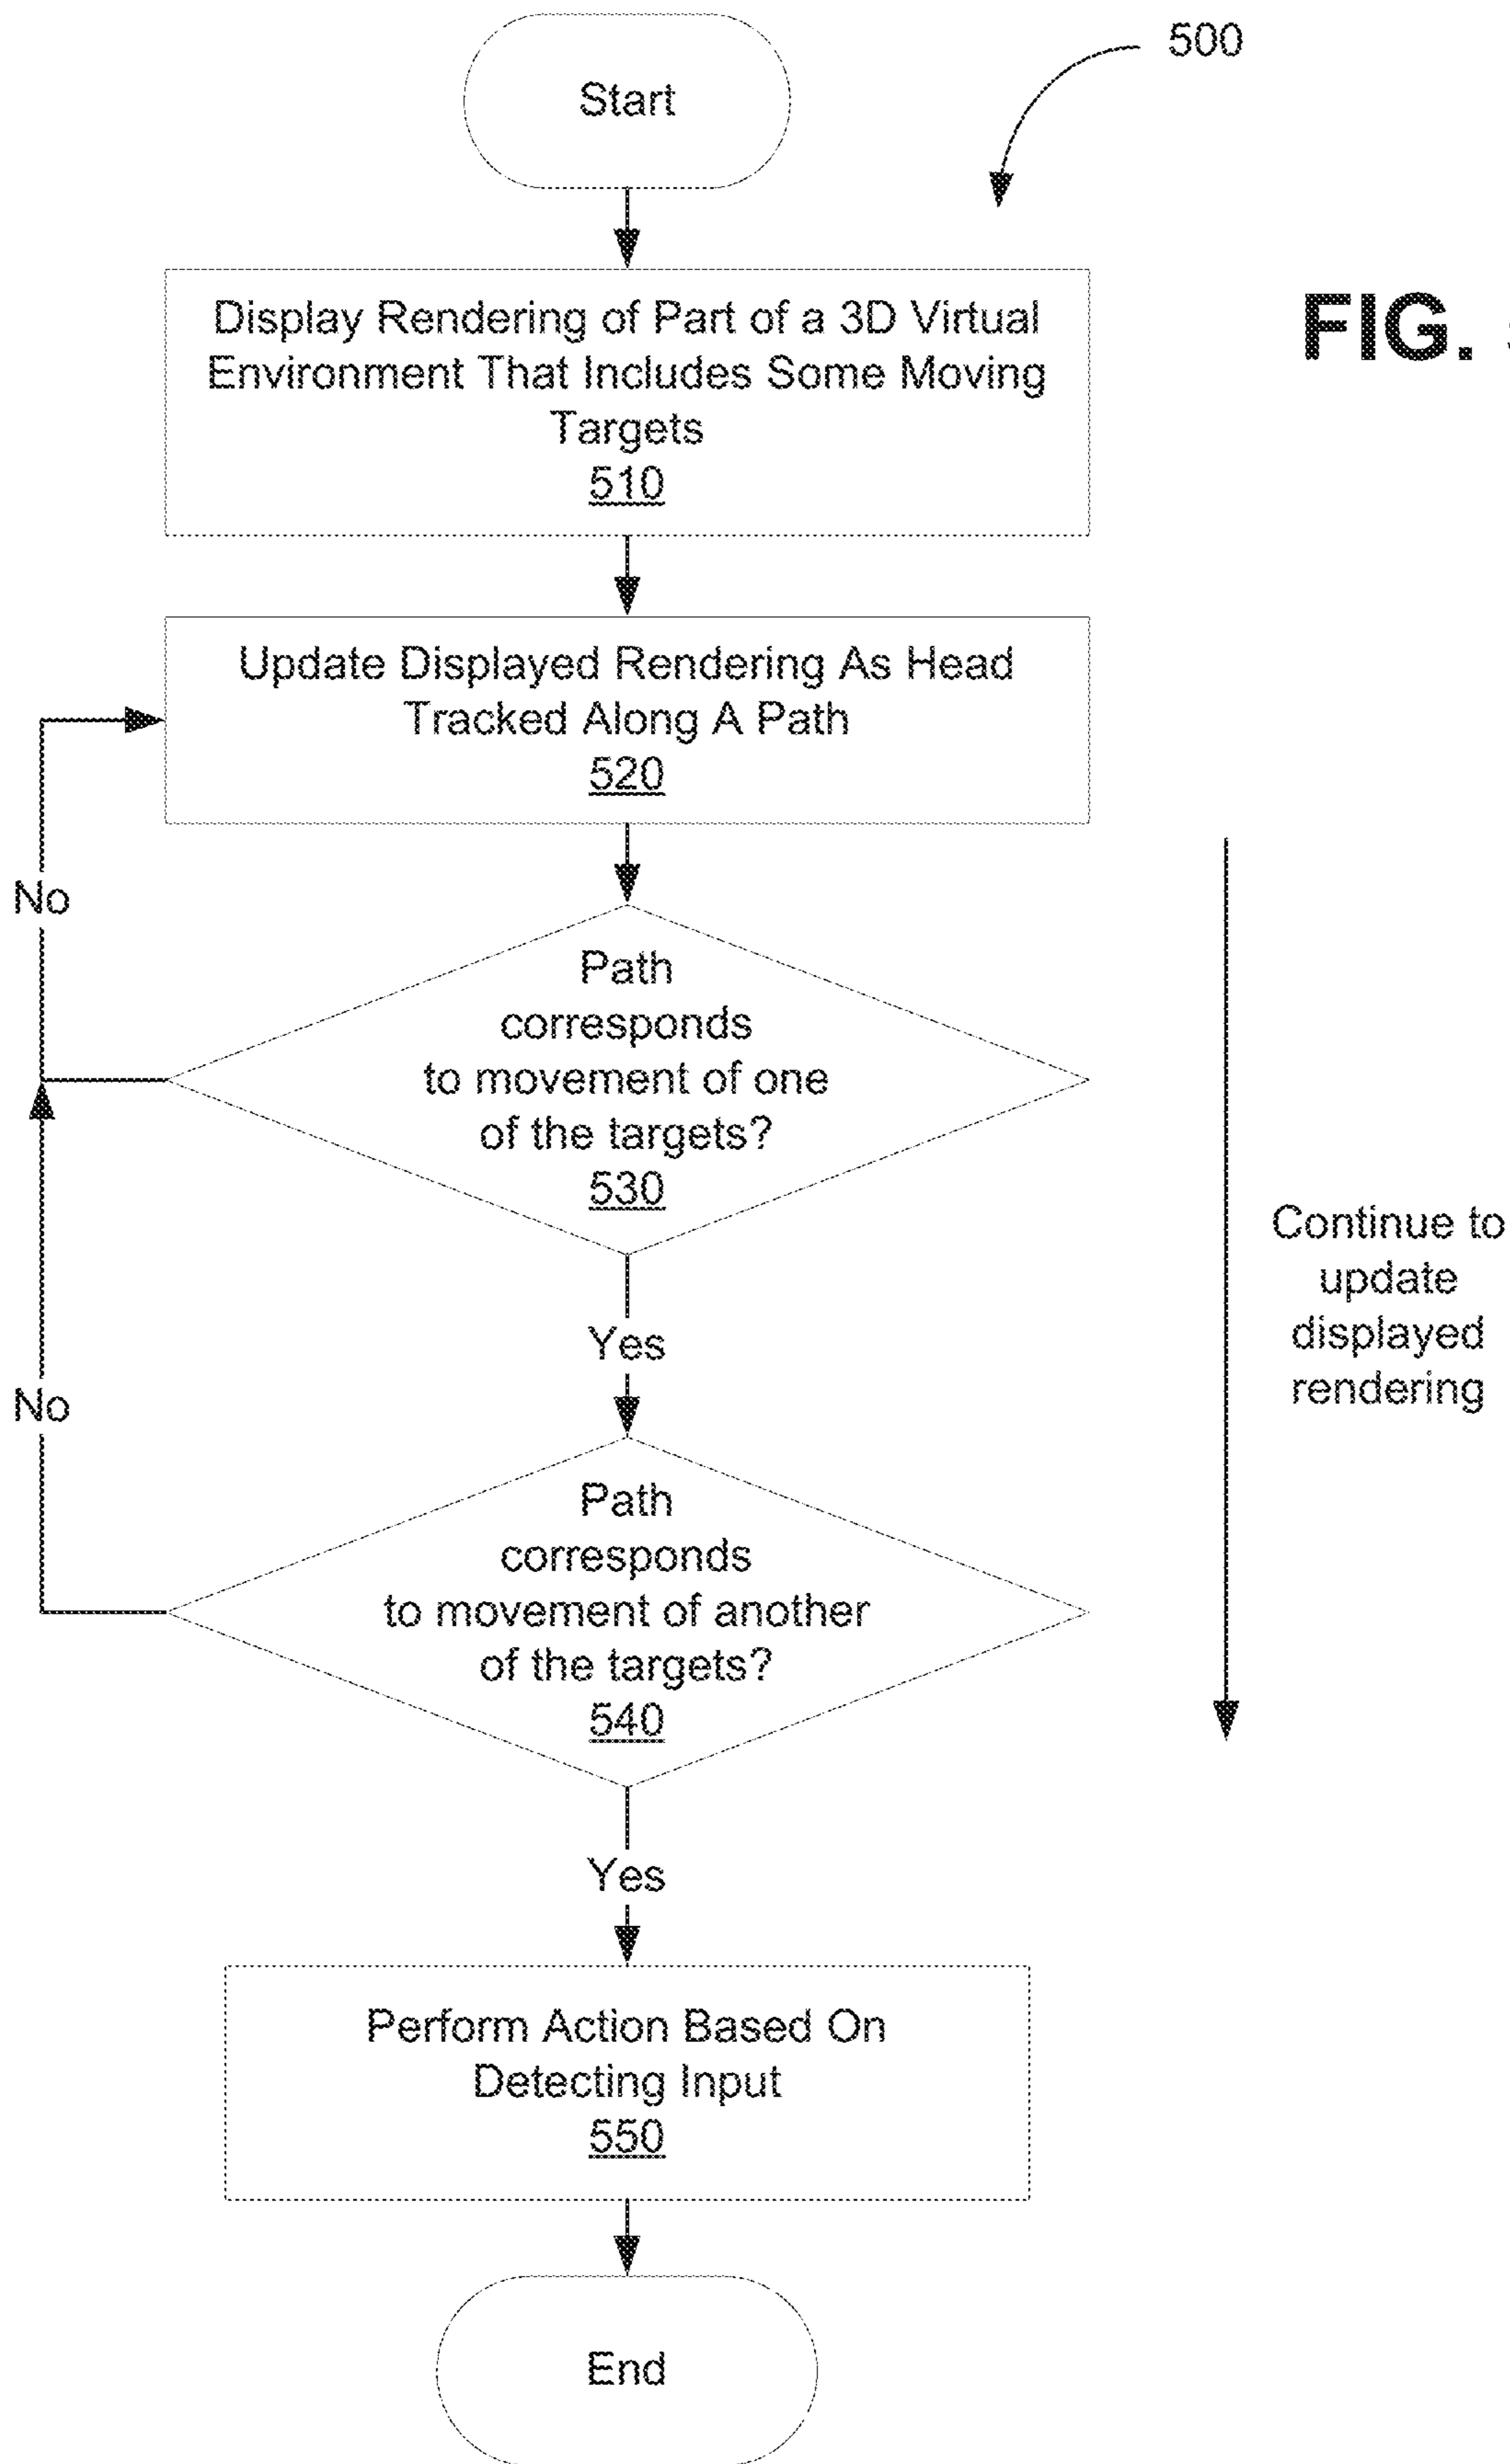 500
Start
FIG.
Display Rendering of Part of a 3D Virtual
Environment That Includes Some Moving
Targets
510
Update Displayed Rendering As Head
Tracked Along A Path
520
No
Path
corresponds
to movement of one
of the targets?
530
Continue to
update
displayed
rendering
Yes
No
Path
corresponds
to movement of another
of the targets?
540
Yes
Perform Action Based On
Detecting Input
550
End